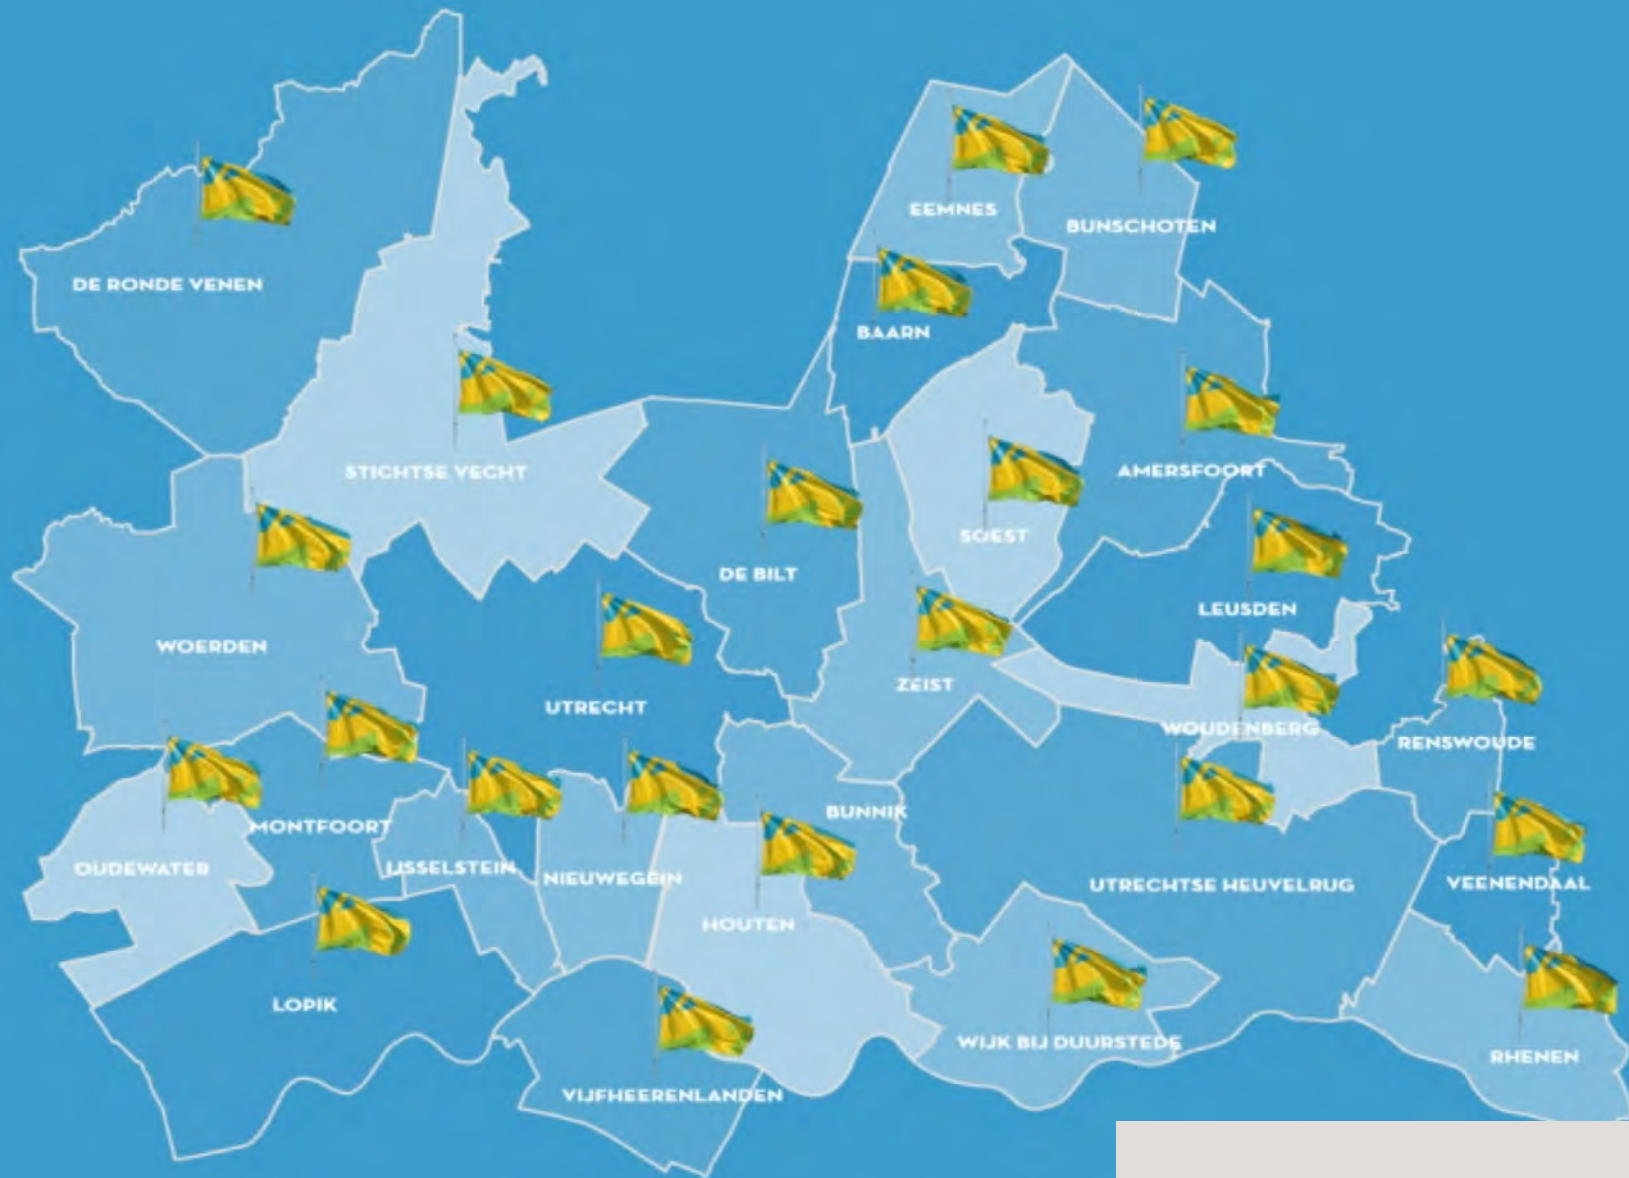 EEMNES
BUNSCHOTEN
DE RONDE VENEN
BAARN
STICHTSE VECHT
AMERSFOORT
SOEST
DE BILT
LEUSDEN
WOERDEN
ZEIST
UTRECHT
WOUDENBERG
RENSWOUDE
BUNNIK
MONTFOORT
OUDEWATER
IJSSELSTEIN
NIEUWEGEIN
UTRECHTSE HEUVELRUG
VEENENDAAL
HOUTEN
LOPIK
WIJK BIJ DUURSTEDE
RHENEN
VIJFHEERENLANDEN